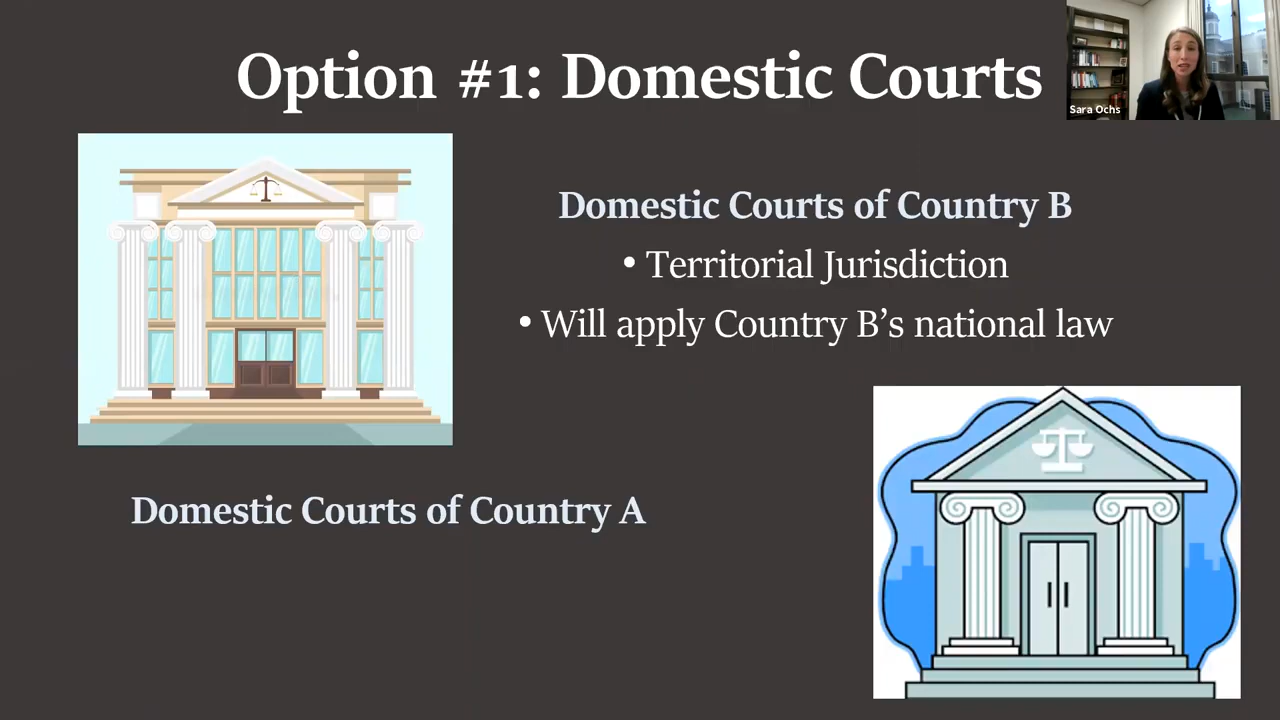 Option #1: Domestic Courts
Sara Ochs
Domestic Courts of Country B
• Territorial Jurisdiction
• Will apply Country B’s national law
Domestic Courts of Country A